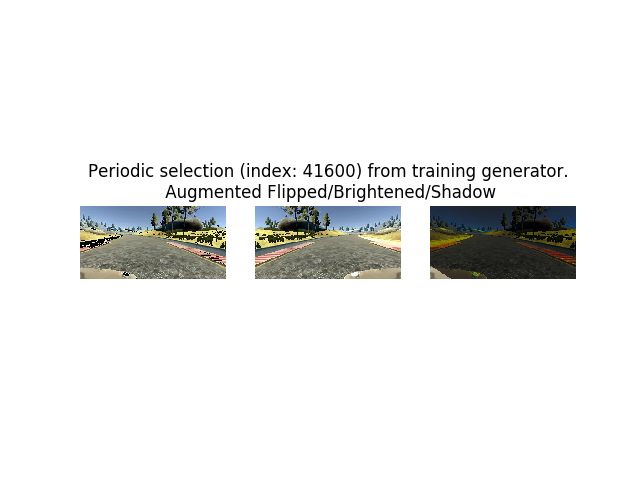 Periodic selection (index: 41600) from training generator.
Augmented Flipped/Brightened/Shadow